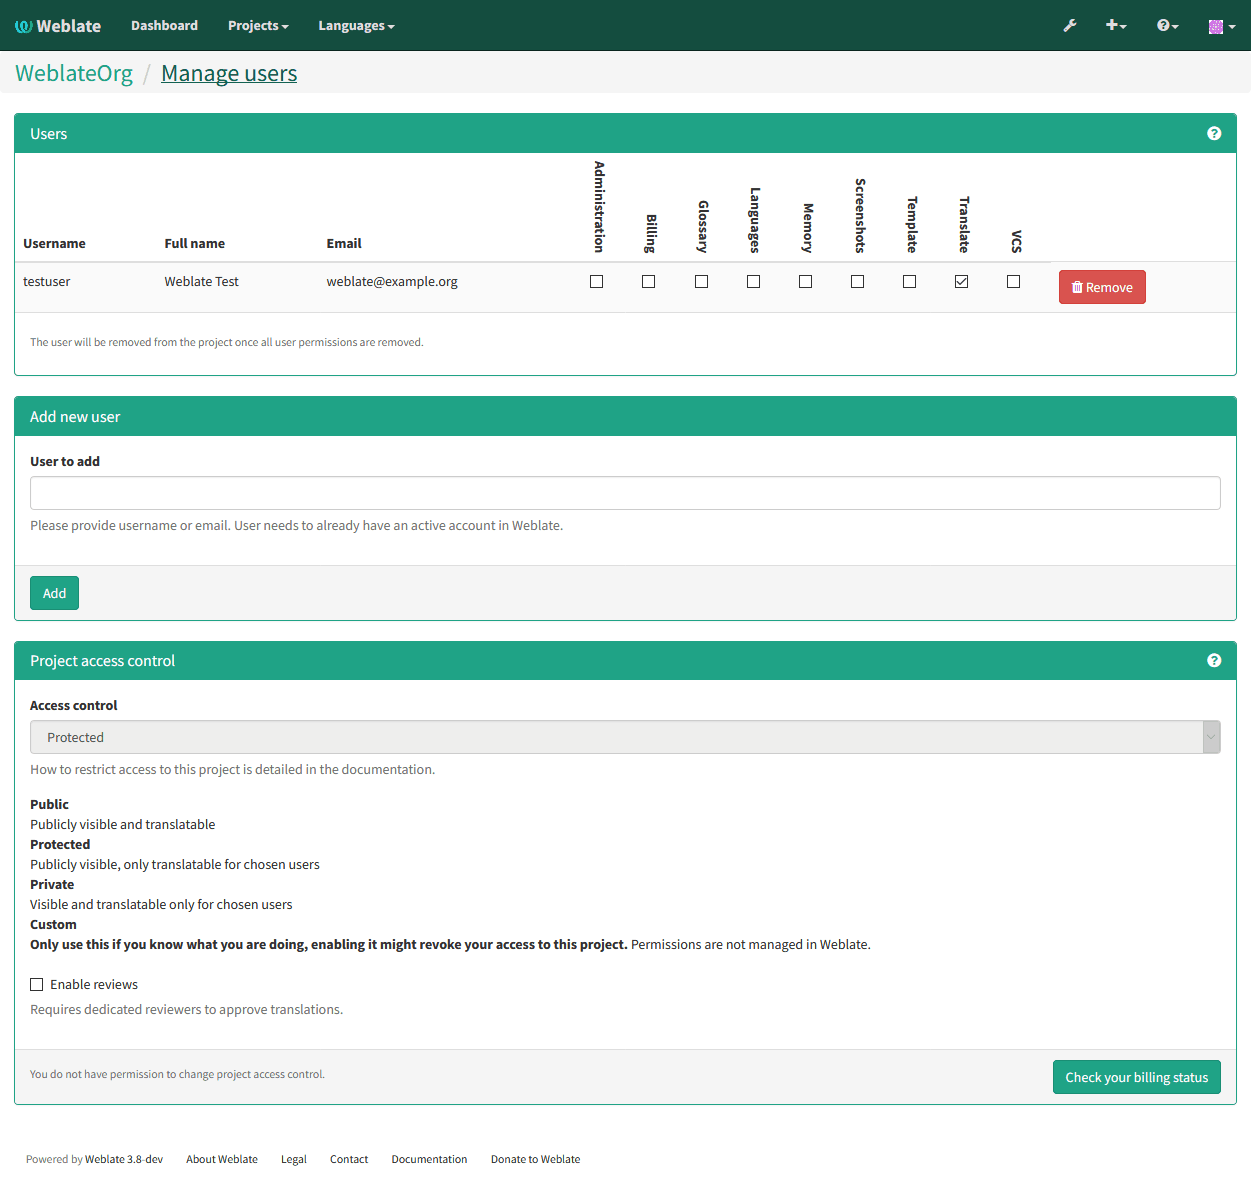 Weblate Dashboard Projects Languages
WeblateOrg / Manage users
Users
Username Full name Email Administration Billing Glossary Languages Memory Screenshots Template Translate VCS
testuser Weblate Test weblate@example.org Remove
The user will be removed from the project once all user permissions are removed.
Add new user
User to add
Please provide username or email. User needs to already have an active account in Weblate.
Add
Project access control
Access control
Protected
How to restrict access to this project is detailed in the documentation.
Public
Publicly visible and translatable
Protected
Publicly visible, only translatable for chosen users
Private
Visible and translatable only for chosen users
Custom
Only use this if you know what you are doing, enabling it might revoke your access to this project. Permissions are not managed in Weblate.
Enable reviews
Requires dedicated reviewers to approve translations.
You do not have permission to change project access control. Check your billing status
Powered by Weblate 3.8-dev About Weblate Legal Contact Documentation Donate to Weblate